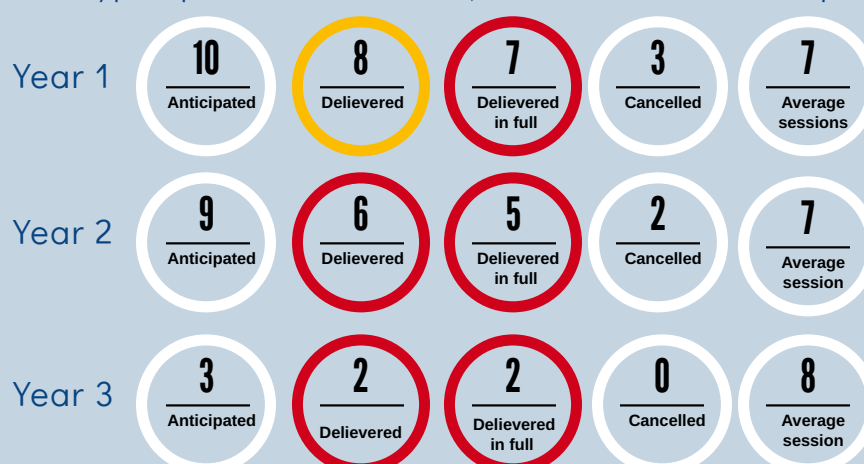 Year 1
10
Anticipated
8
Delievered
7
Delievered
in full
3
Cancelled
7
Average
sessions
Year 2
9
Anticipated
6
Delievered
5
Delievered
in full
2
Cancelled
7
Average
session
Year 3
3
Anticipated
2
Delievered
2
Delievered
in full
0
Cancelled
8
Average
session